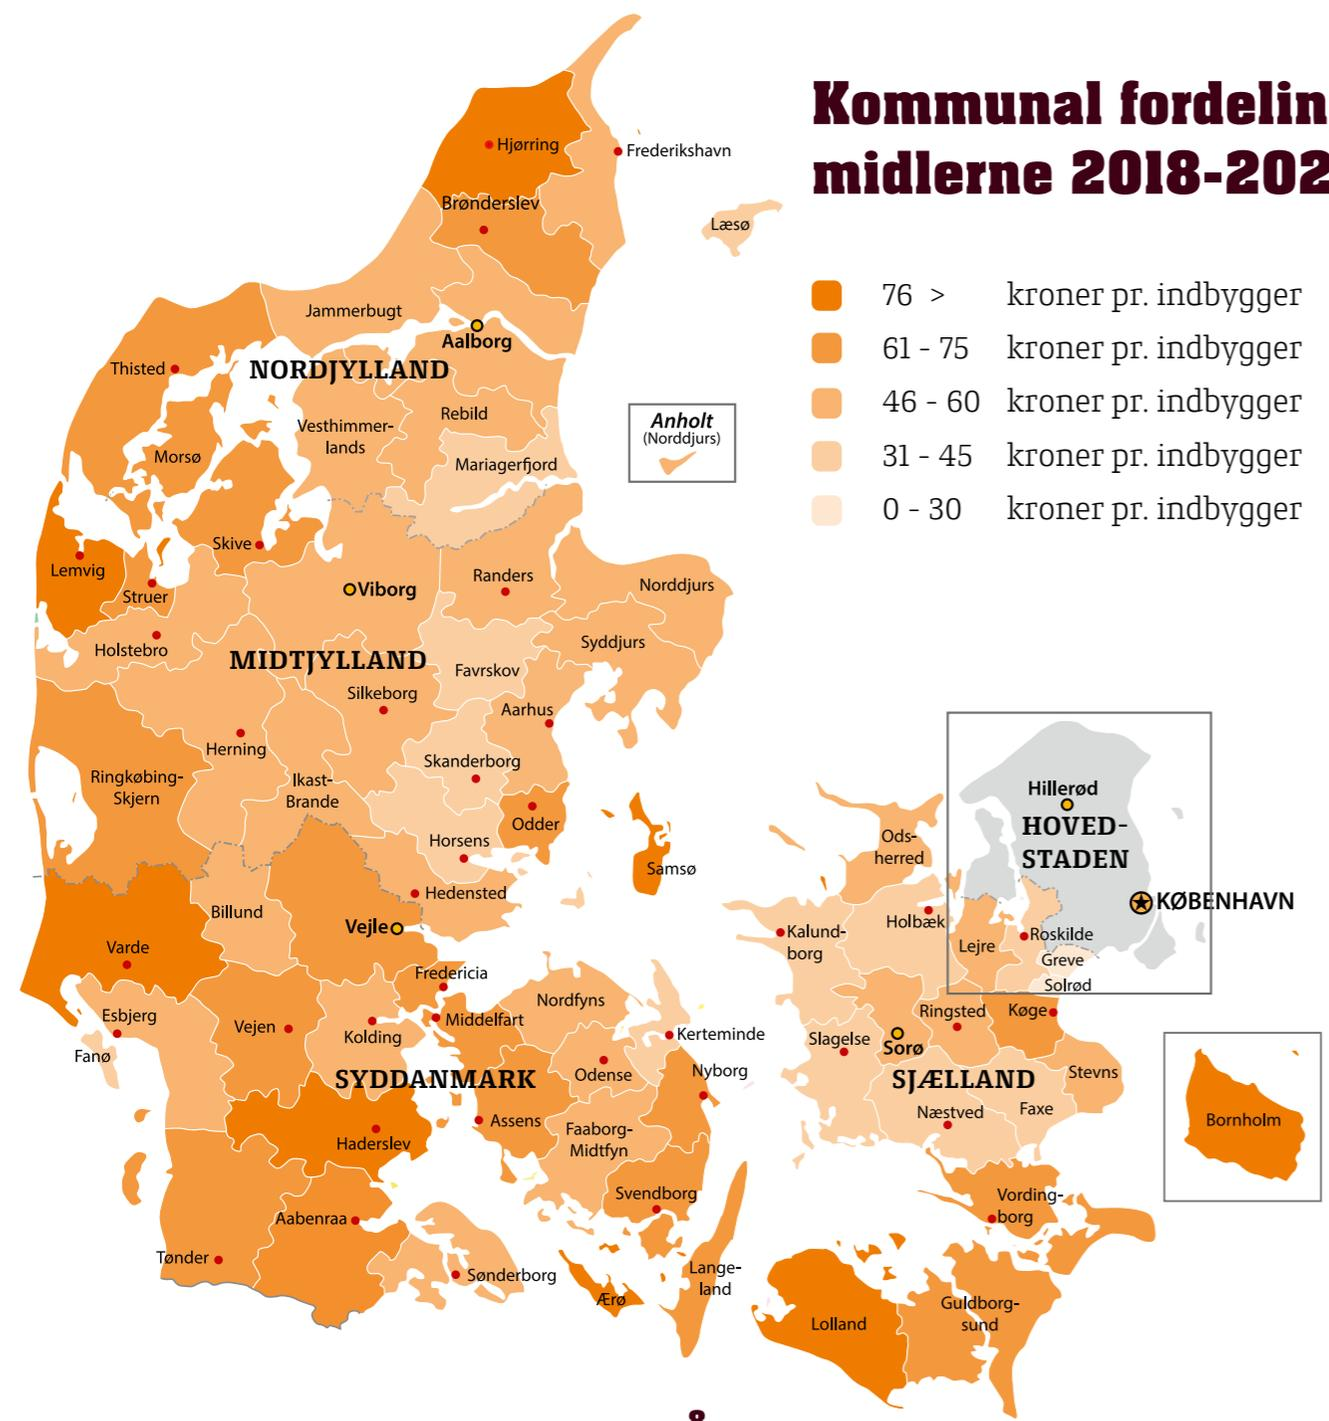 Kommunal fordelin
midlerne 2018-202
76 > kroner pr. indbygger
61 - 75 kroner pr. indbygger
46 - 60 kroner pr. indbygger
31 - 45 kroner pr. indbygger
0 - 30 kroner pr. indbygger
Hjørring
Frederikshavn
Brønderslev
Læsø
Jammerbugt
Aalborg
Thisted
NORDJYLLAND
Rebild
Vesthimmer-
lands
Anholt
(Norddjurs)
Morsø
Mariagerfjord
Skive
Lemvig
Struer
Viborg
Randers
Norddjurs
Holstebro
MIDTJYLLAND
Syddjurs
Favrskov
Silkeborg
Aarhus
Herning
Skanderborg
Ringkøbing-
Skjern
Ikast-
Brande
Odder
Horsens
Samsø
Hedensted
Billund
Vejle
Varde
Fredericia
Nordfyns
Esbjerg
Vejen
Kolding
Middelfart
Kerteminde
Fanø
SYDDANMARK
Odense
Nyborg
Haderslev
Assens
Faaborg-
Midtfyn
Svendborg
Aabenraa
Tønder
Sønderborg
Ærø
Lange-
land
Hillerød
HOVED-
STADEN
KØBENHAVN
Ods-
herred
Holbæk
Kalund-
borg
Lejre
Roskilde
Greve
Solrød
Ringsted
Køge
Slagelse
Sorø
SJÆLLAND
Stevns
Næstved
Faxe
Bornholm
Vording-
borg
Lolland
Guldborg-
sund
8